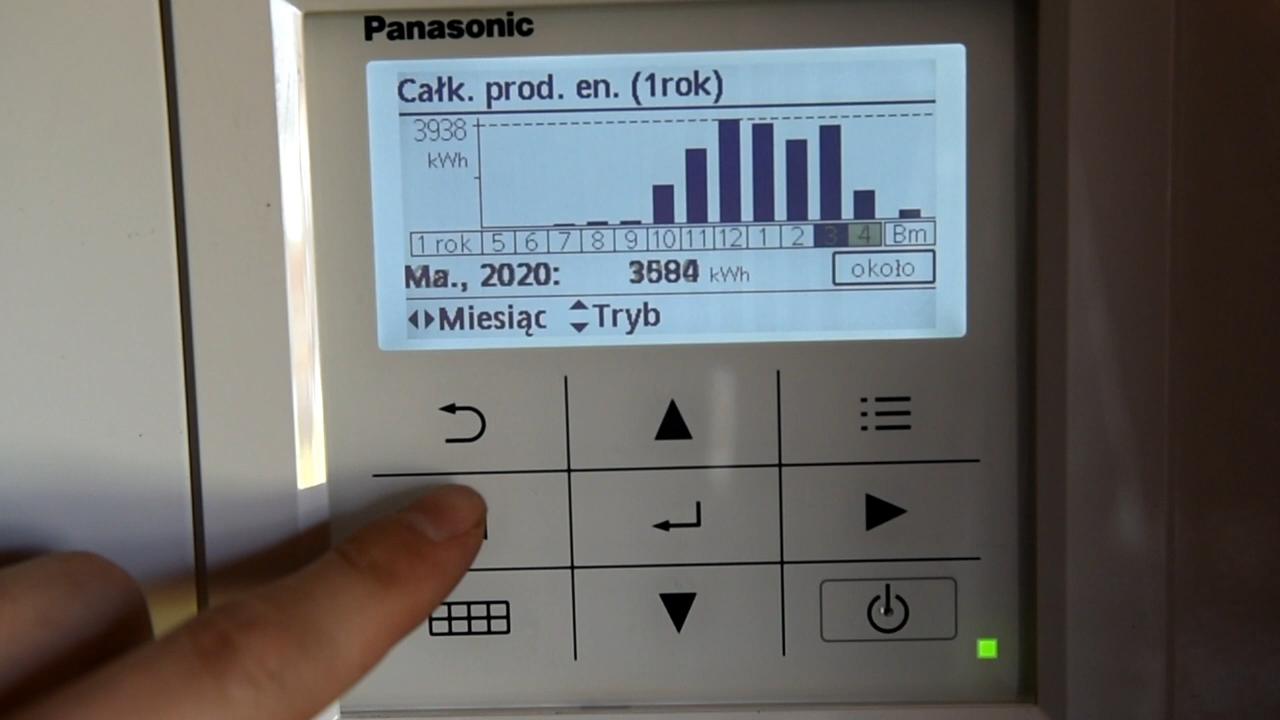 Panasonic
Całk. prod. en. (1rok)
3938
kWh
1 rok 5 6 7 8 9 10 11 12 1 2 3 4 Bm
Ma., 2020: kWh około
Miesiąc Tryb